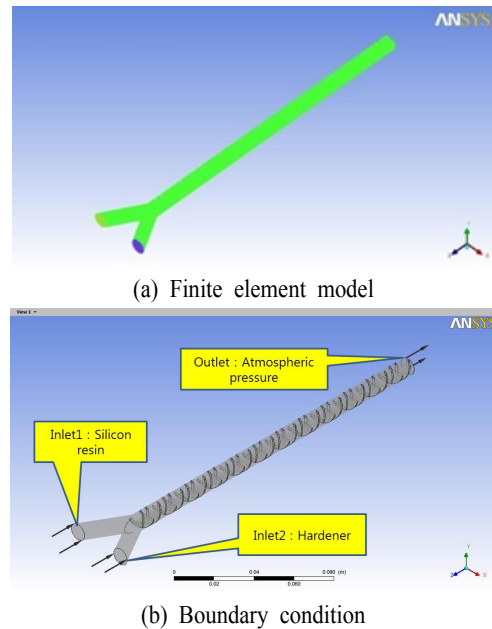 ANSYS
(a) Finite element model
View 1
ANSYS
Outlet : Atmospheric
pressure
Inlet1 : Silicon
resin
Inlet2 : Hardener
0 0.04 0.080 (m)
0.02 0.060
(b) Boundary condition